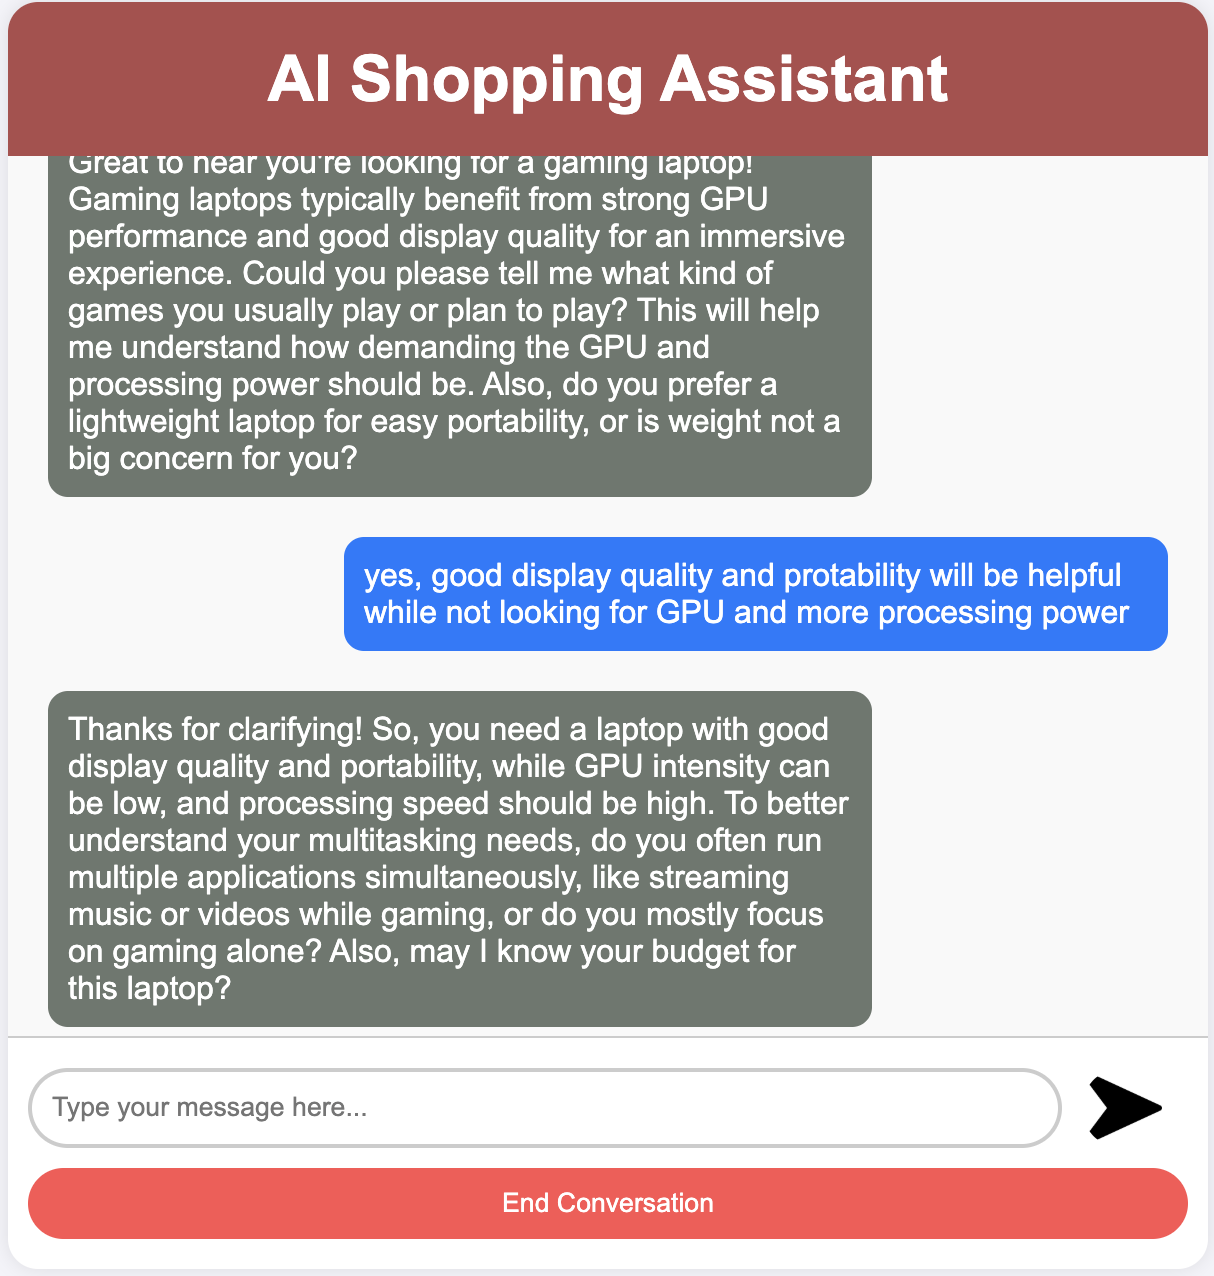 AI Shopping Assistant
Great to hear you're looking for a gaming laptop!
Gaming laptops typically benefit from strong GPU
performance and good display quality for an immersive
experience. Could you please tell me what kind of
games you usually play or plan to play? This will help
me understand how demanding the GPU and
processing power should be. Also, do you prefer a
lightweight laptop for easy portability, or is weight not a
big concern for you?
yes, good display quality and protability will be helpful
while not looking for GPU and more processing power
Thanks for clarifying! So, you need a laptop with good
display quality and portability, while GPU intensity can
be low, and processing speed should be high. To better
understand your multitasking needs, do you often run
multiple applications simultaneously, like streaming
music or videos while gaming, or do you mostly focus
on gaming alone? Also, may I know your budget for
this laptop?
Type your message here...
End Conversation